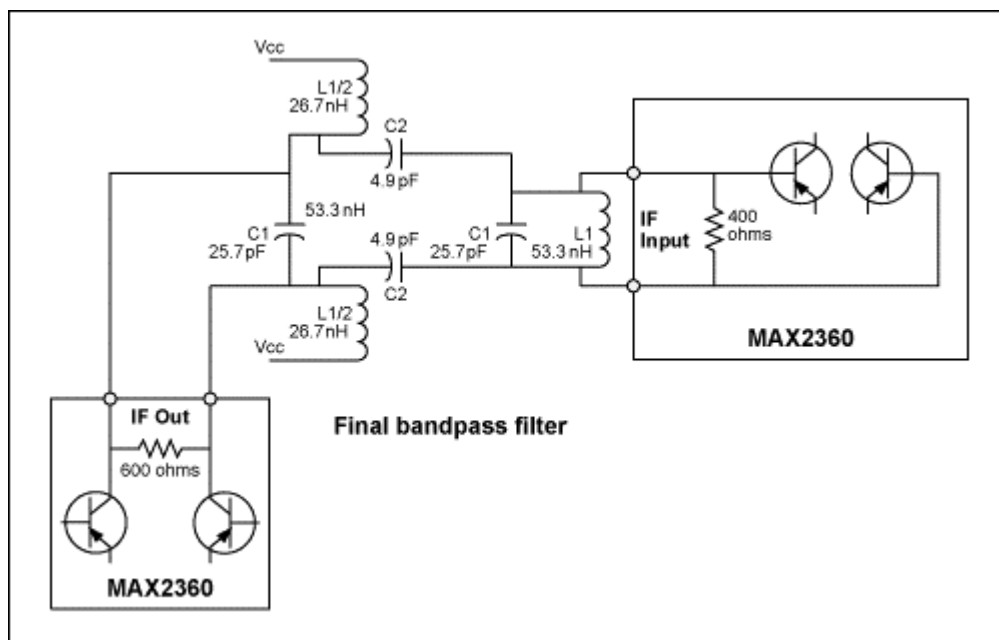 Vcc
L1/2
26.7nH
C2
4.9pF
53.3nH
C1
25.7pF
4.9pF
C2
C1
25.7pF
L1
53.3nH
IF
Input
400
ohms
MAX2360
L1/2
26.7nH
Vcc
IF Out
600 ohms
MAX2360
Final bandpass filter